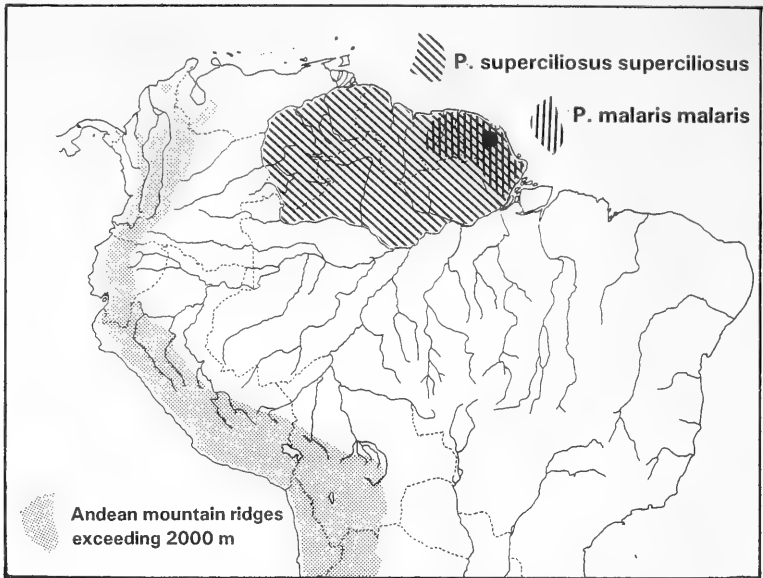 P. superciliosus superciliosus
P. malaris malaris
Andean mountain ridges
exceeding 2000 m